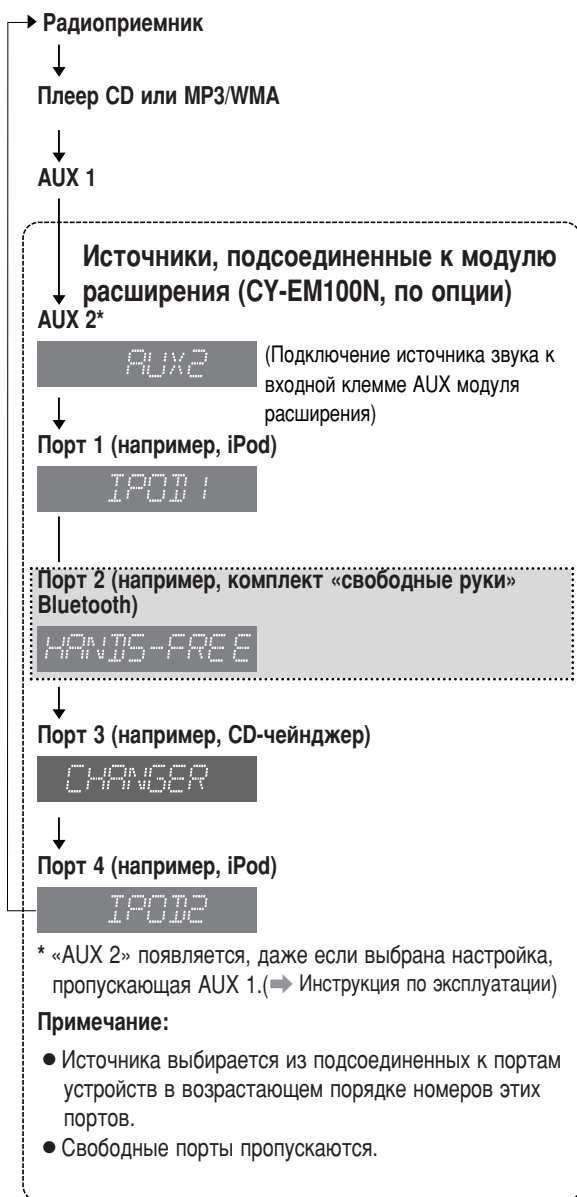 Радиоприемник
Плеер CD или MP3/WMA
AUX 1
Источники, подсоединенные к модулю
расширения (CY-EM100N, по опции)
AUX 2*
AUX2
(Подключение источника звука к
входной клемме AUX модуля
расширения)
Порт 1 (например, iPod)
IPOD1
Порт 2 (например, комплект «свободные руки»
Bluetooth)
HANDS-FREE
Порт 3 (например, CD-чейнджер)
CHANGER
Порт 4 (например, iPod)
IPOD2
* «AUX 2» появляется, даже если выбрана настройка,
пропускающая AUX 1.(➡ Инструкция по эксплуатации)
Примечание:
● Источника выбирается из подсоединенных к портам
устройств в возрастающем порядке номеров этих
портов.
● Свободные порты пропускаются.